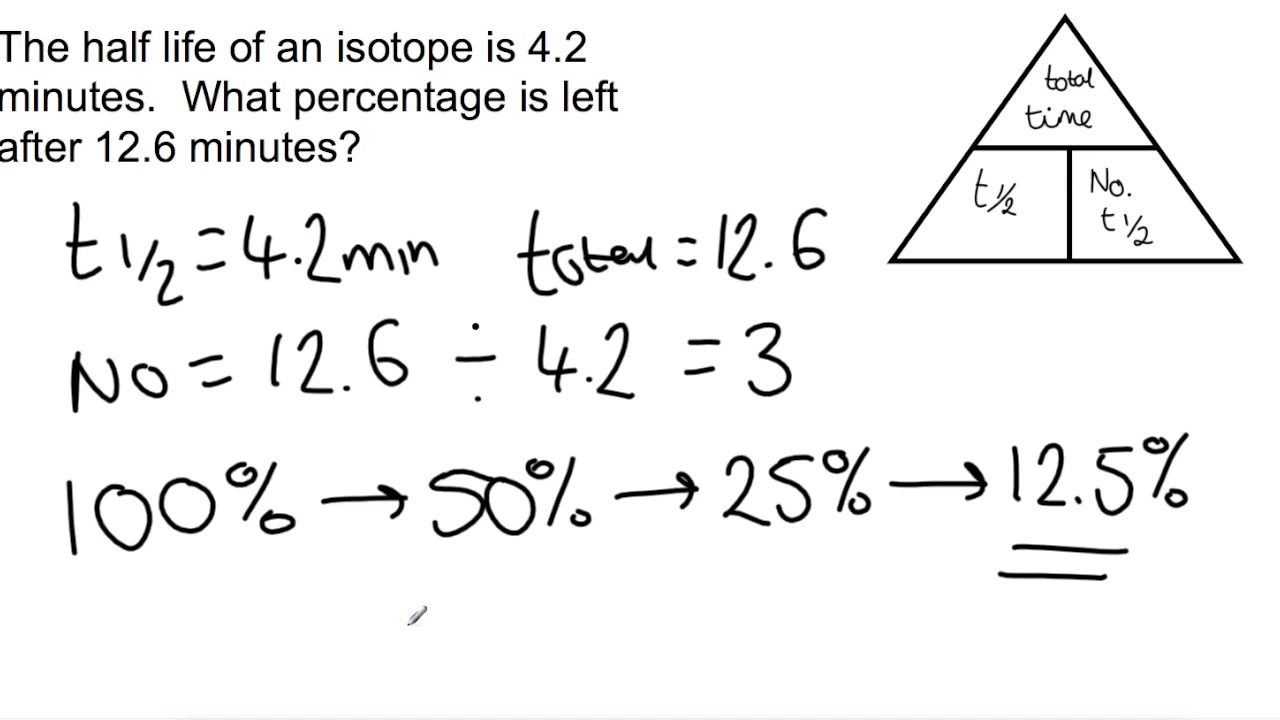 The half life of an isotope is 4.2
minutes. What percentage is left
after 12.6 minutes?
total
time
t½
No.
t½
t½ = 4.2min total = 12.6
No = 12.6 ÷ 4.2 = 3
100% → 50% → 25% → 12.5%